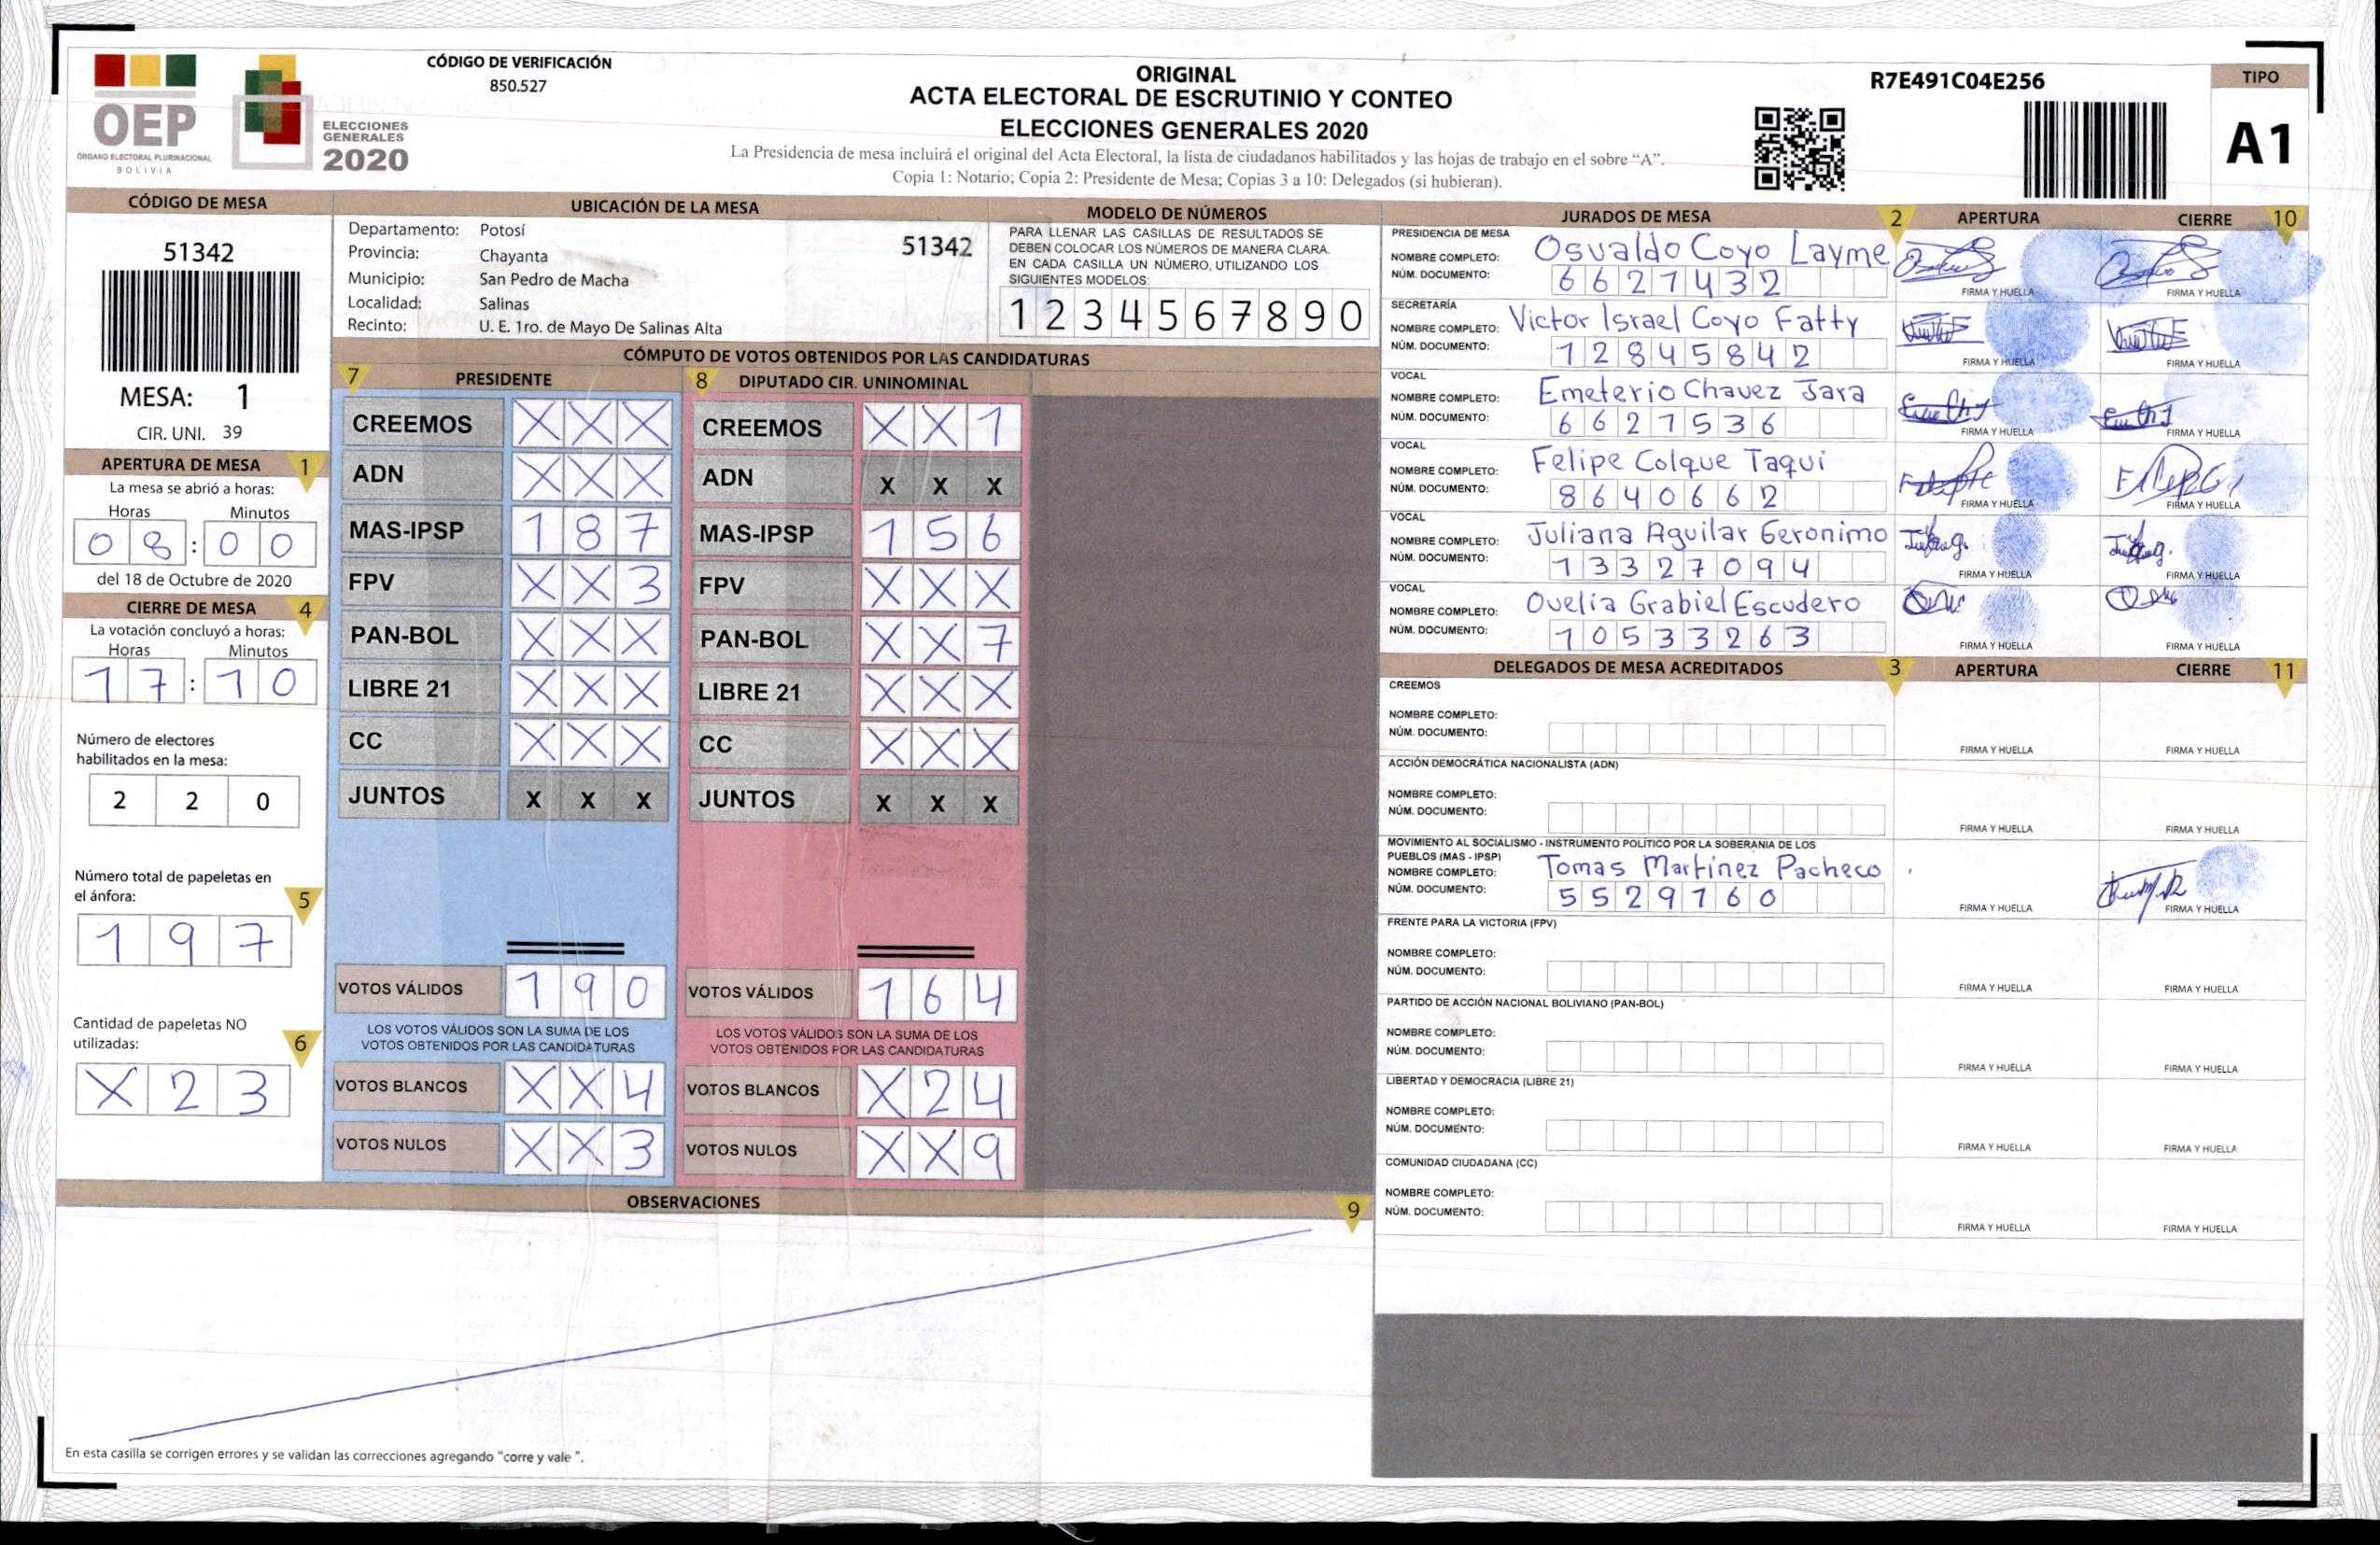 OEP
ÓRGANO ELECTORAL PLURINACIONAL
BOLIVIA
ELECCIONES
GENERALES
2020
CÓDIGO DE VERIFICACIÓN
850.527
ORIGINAL
ACTA ELECTORAL DE ESCRUTINIO Y CONTEO
ELECCIONES GENERALES 2020
La Presidencia de mesa incluirá el original del Acta Electoral, la lista de ciudadanos habilitados y las hojas de trabajo en el sobre “A”.
Copia 1: Notario; Copia 2: Presidente de Mesa; Copias 3 a 10: Delegados (si hubieran).
R7E491C04E256
TIPO
A1
CÓDIGO DE MESA
51342
MESA: 1
CIR. UNI. 39
APERTURA DE MESA 1
La mesa se abrió a horas:
Horas Minutos
08:00
del 18 de Octubre de 2020
CIERRE DE MESA 4
La votación concluyó a horas:
Horas Minutos
17:10
Número de electores
habilitados en la mesa:
2 2 0
Número total de papeletas en
el ánfora: 5
1 9 7
Cantidad de papeletas NO
utilizadas: 6
X 2 3
UBICACIÓN DE LA MESA
Departamento: Potosí 51342
Provincia: Chayanta
Municipio: San Pedro de Macha
Localidad: Salinas
Recinto: U. E. 1ro. de Mayo De Salinas Alta
MODELO DE NÚMEROS
PARA LLENAR LAS CASILLAS DE RESULTADOS SE
DEBEN COLOCAR LOS NÚMEROS DE MANERA CLARA.
EN CADA CASILLA UN NÚMERO, UTILIZANDO LOS
SIGUIENTES MODELOS:
1 2 3 4 5 6 7 8 9 0
CÓMPUTO DE VOTOS OBTENIDOS POR LAS CANDIDATURAS
7 PRESIDENTE 8 DIPUTADO CIR. UNINOMINAL
CREEMOS X X X CREEMOS X X 1
ADN X X X ADN X X X
MAS-IPSP 1 8 7 MAS-IPSP 1 5 6
FPV X X 3 FPV X X X
PAN-BOL X X X PAN-BOL X X 7
LIBRE 21 X X X LIBRE 21 X X X
CC X X X CC X X X
JUNTOS X X X JUNTOS X X X
VOTOS VÁLIDOS 1 9 0 VOTOS VÁLIDOS 1 6 4
LOS VOTOS VÁLIDOS SON LA SUMA DE LOS LOS VOTOS VÁLIDOS SON LA SUMA DE LOS
VOTOS OBTENIDOS POR LAS CANDIDATURAS VOTOS OBTENIDOS POR LAS CANDIDATURAS
VOTOS BLANCOS X X 4 VOTOS BLANCOS X 2 4
VOTOS NULOS X X 3 VOTOS NULOS X X 9
OBSERVACIONES 9
En esta casilla se corrigen errores y se validan las correcciones agregando “corre y vale ”.
JURADOS DE MESA 2 APERTURA CIERRE 10
PRESIDENCIA DE MESA
NOMBRE COMPLETO: Osvaldo Coyo Layme
NÚM. DOCUMENTO: 6627432
FIRMA Y HUELLA FIRMA Y HUELLA
SECRETARÍA
NOMBRE COMPLETO: Victor Israel Coyo Fatty
NÚM. DOCUMENTO: 12845842
FIRMA Y HUELLA FIRMA Y HUELLA
VOCAL
NOMBRE COMPLETO: Emeterio Chavez Jara
NÚM. DOCUMENTO: 6627536
FIRMA Y HUELLA FIRMA Y HUELLA
VOCAL
NOMBRE COMPLETO: Felipe Colque Taqui
NÚM. DOCUMENTO: 8640662
FIRMA Y HUELLA FIRMA Y HUELLA
VOCAL
NOMBRE COMPLETO: Juliana Aguilar Geronimo
NÚM. DOCUMENTO: 13327094
FIRMA Y HUELLA FIRMA Y HUELLA
VOCAL
NOMBRE COMPLETO: Ovelia Grabiel Escudero
NÚM. DOCUMENTO: 10533263
FIRMA Y HUELLA FIRMA Y HUELLA
DELEGADOS DE MESA ACREDITADOS 3 APERTURA CIERRE 11
CREEMOS
NOMBRE COMPLETO:
NÚM. DOCUMENTO:
FIRMA Y HUELLA FIRMA Y HUELLA
ACCIÓN DEMOCRÁTICA NACIONALISTA (ADN)
NOMBRE COMPLETO:
NÚM. DOCUMENTO:
FIRMA Y HUELLA FIRMA Y HUELLA
MOVIMIENTO AL SOCIALISMO - INSTRUMENTO POLÍTICO POR LA SOBERANIA DE LOS
PUEBLOS (MAS - IPSP)
NOMBRE COMPLETO: Tomas Martinez Pacheco
NÚM. DOCUMENTO: 5529760
FIRMA Y HUELLA FIRMA Y HUELLA
FRENTE PARA LA VICTORIA (FPV)
NOMBRE COMPLETO:
NÚM. DOCUMENTO:
FIRMA Y HUELLA FIRMA Y HUELLA
PARTIDO DE ACCIÓN NACIONAL BOLIVIANO (PAN-BOL)
NOMBRE COMPLETO:
NÚM. DOCUMENTO:
FIRMA Y HUELLA FIRMA Y HUELLA
LIBERTAD Y DEMOCRACIA (LIBRE 21)
NOMBRE COMPLETO:
NÚM. DOCUMENTO:
FIRMA Y HUELLA FIRMA Y HUELLA
COMUNIDAD CIUDADANA (CC)
NOMBRE COMPLETO:
NÚM. DOCUMENTO:
FIRMA Y HUELLA FIRMA Y HUELLA